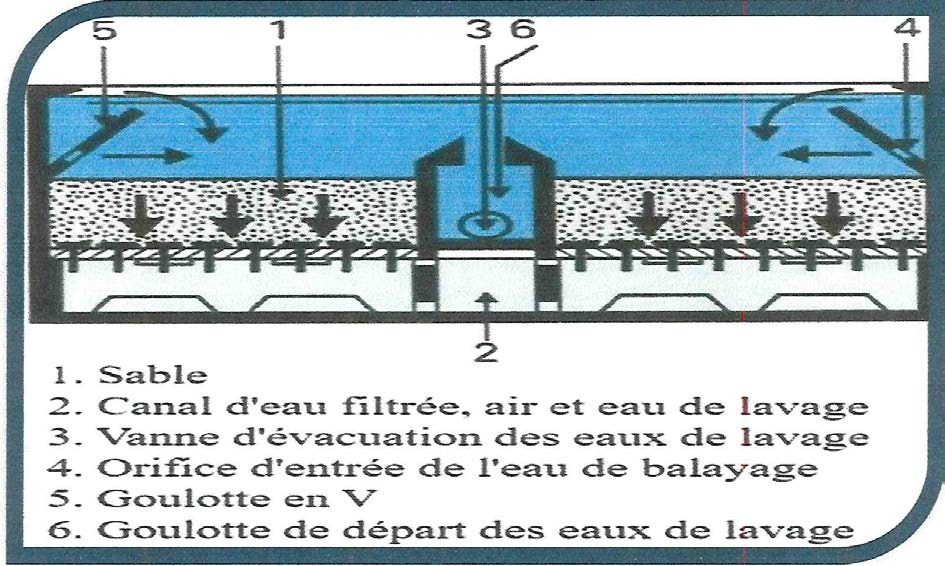 5 1 3 6 4
2
1. Sable
2. Canal d'eau filtrée, air et eau de lavage
3. Vanne d'évacuation des eaux de lavage
4. Orifice d'entrée de l'eau de balayage
5. Goulotte en V
6. Goulotte de départ des eaux de lavage